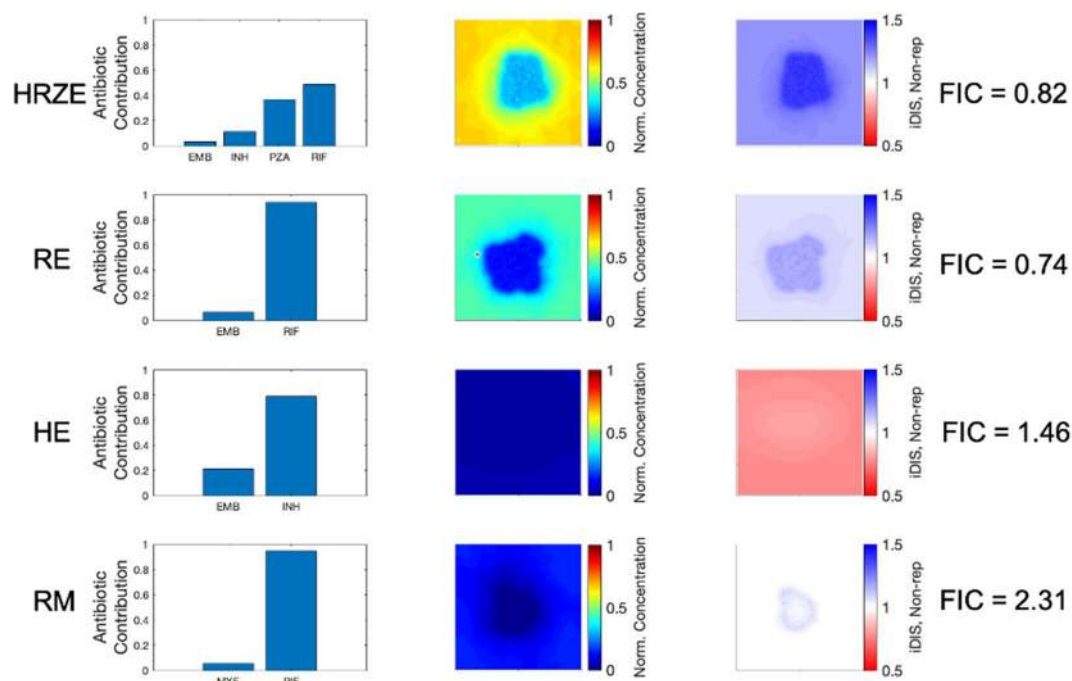 HRZE
Antibiotic
Contribution
1
0.8
0.6
0.4
0.2
0
EMB INH PZA RIF
1
0.5
0
Norm. Concentration
1.5
1
0.5
iDIS, Non-rep
FIC = 0.82
RE
Antibiotic
Contribution
1
0.8
0.6
0.4
0.2
0
EMB RIF
1
0.5
0
Norm. Concentration
1.5
1
0.5
iDIS, Non-rep
FIC = 0.74
HE
Antibiotic
Contribution
1
0.8
0.6
0.4
0.2
0
EMB INH
1
0.5
0
Norm. Concentration
1.5
1
0.5
iDIS, Non-rep
FIC = 1.46
RM
Antibiotic
Contribution
1
0.8
0.6
0.4
0.2
0
1
0.5
0
Norm. Concentration
1.5
1
0.5
iDIS, Non-rep
FIC = 2.31